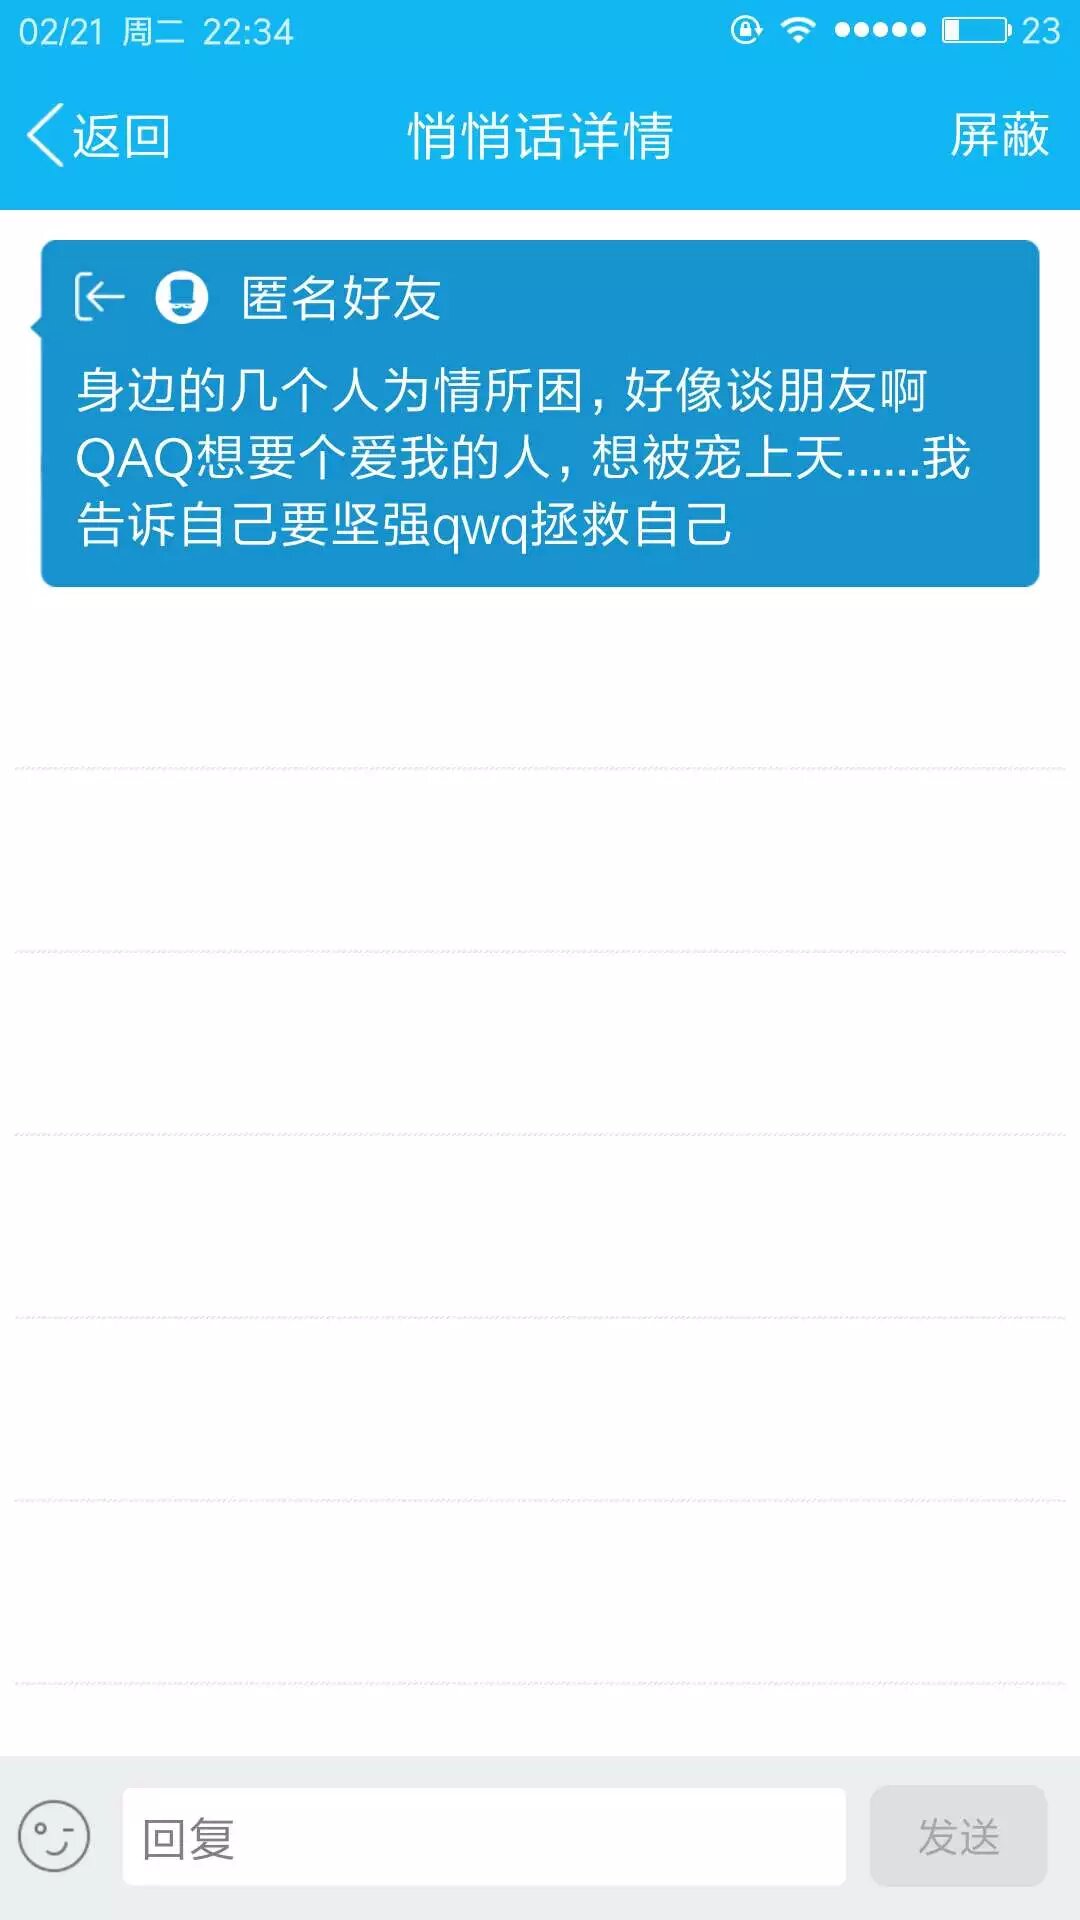 02/21 周二 22:34 23
返回 悄悄话详情 屏蔽
匿名好友
身边的几个人为情所困，好像谈朋友啊
QAQ想要个爱我的人，想被宠上天......我
告诉自己要坚强qwq拯救自己
回复 发送